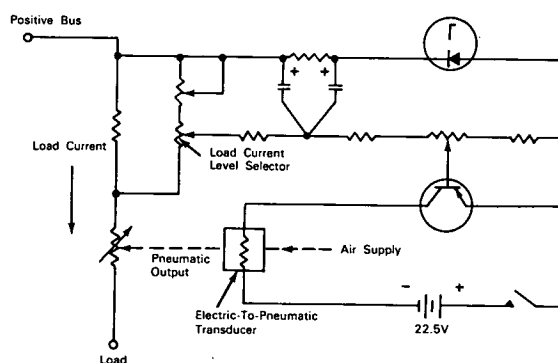 Positive Bus
+ +
Load Current
Load Current
Level Selector
Pneumatic
Output
Air Supply
Electric-To-Pneumatic
Transducer
- +
22.5V
Load